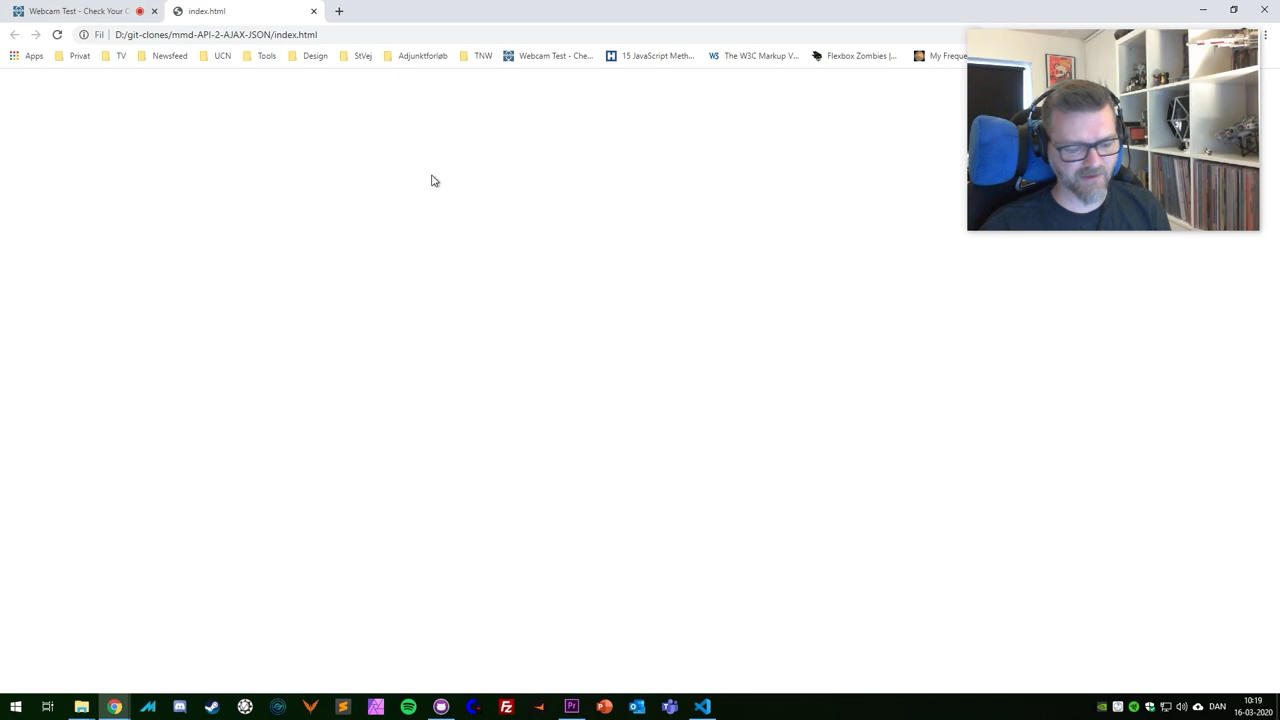 Webcam Test - Check Your C
index.html
Fil
D:/git-clones/mmd-API-2-AJAX-JSON/index.html
Apps
Privat
TV
Newsfeed
UCN
Tools
Design
StVej
Adjunktforløb
TNW
Webcam Test - Che...
15 JavaScript Meth...
The W3C Markup V...
Flexbox Zombies |...
My Freque
DAN
10:19
16-03-2020